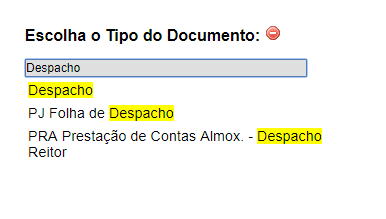 Escolha o Tipo do Documento:
Despacho
Despacho
PJ Folha de Despacho
PRA Prestação de Contas Almox. - Despacho
Reitor